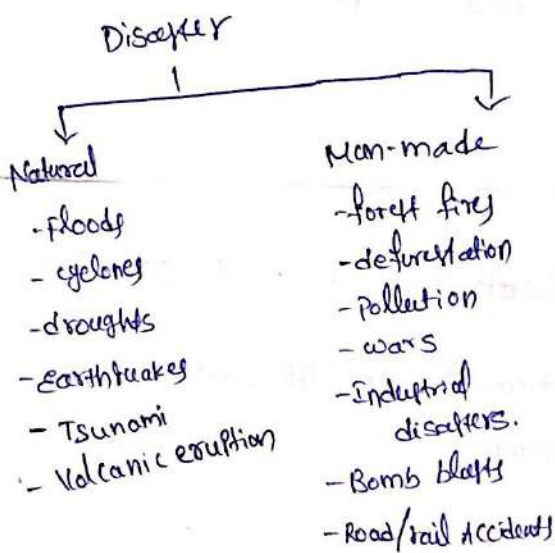 Disaster
Natural
- Floods
- cyclones
- droughts
- Earthquakes
- Tsunami
- Volcanic eruption
Man-made
- forest fires
- deforestation
- Pollution
- wars
- Industrial
disasters.
- Bomb blasts
- Road/rail Accidents